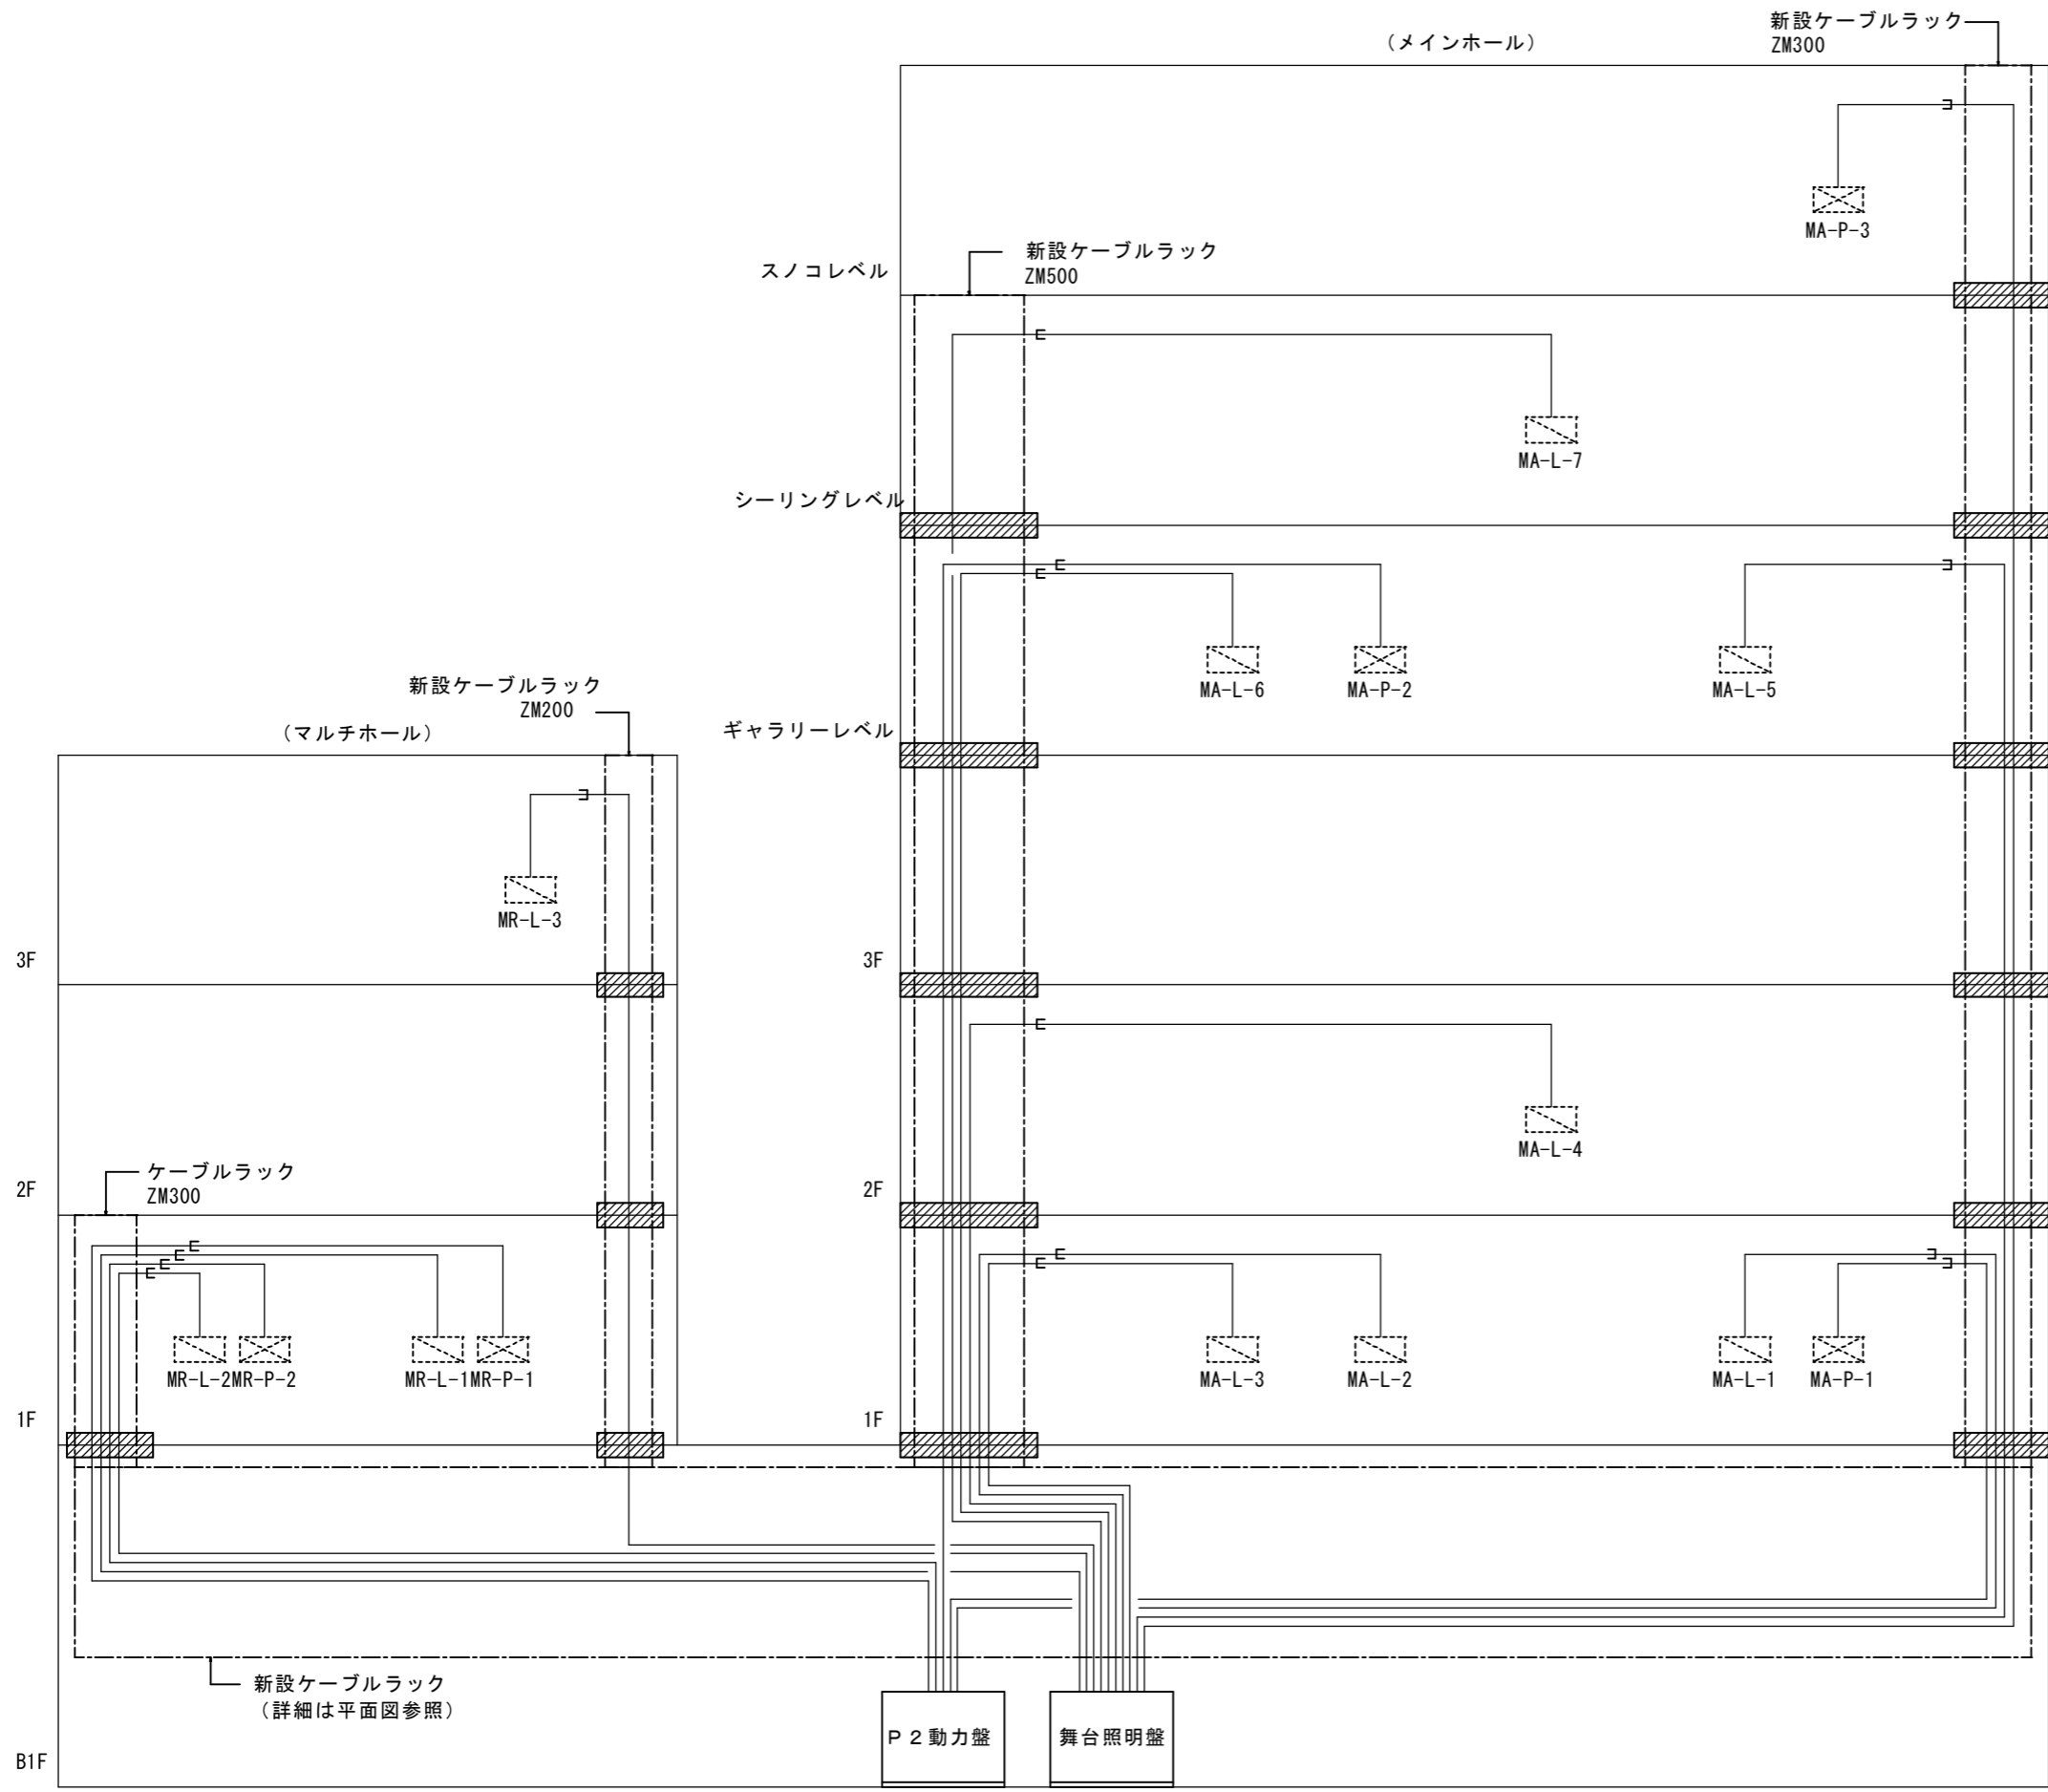 新設ケーブルラック
ZM300
（メインホール）
MA-P-3
新設ケーブルラック
ZM500
スノコレベル
MA-L-7
シーリングレベル
MA-L-6
MA-P-2
MA-L-5
新設ケーブルラック
ZM200
（マルチホール）
ギャラリーレベル
MR-L-3
3F
3F
MA-L-4
ケーブルラック
ZM300
2F
2F
MR-L-2
MR-P-2
MR-L-1
MR-P-1
MA-L-3
MA-L-2
MA-L-1
MA-P-1
1F
1F
新設ケーブルラック
（詳細は平面図参照）
Ｐ２動力盤
舞台照明盤
B1F